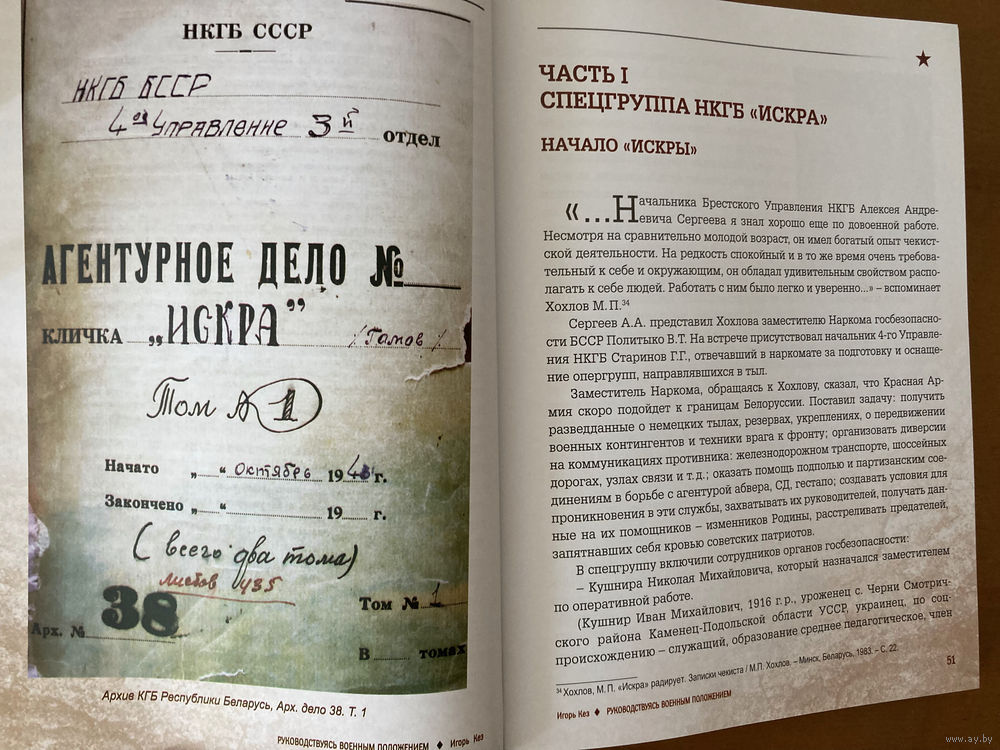 НКГБ СССР
НКГБ БССР
4ое Управление 3й отдел
АГЕНТУРНОЕ ДЕЛО №
КЛИЧКА „ИСКРА”
/Гамов/
Том № 1
Начато „ “ октябрь 1943 г.
Закончено „ “ 19 г.
(всего два тома)
листов 435
38
Арх. №
Том № 1
В томах
Архив КГБ Республики Беларусь, Арх. дело 38. Т. 1
РУКОВОДСТВУЯСЬ ВОЕННЫМ ПОЛОЖЕНИЕМ ◆ Игорь Кез
ЧАСТЬ I
СПЕЦГРУППА НКГБ «ИСКРА»
НАЧАЛО «ИСКРЫ»
«…Начальника Брестского Управления НКГБ Алексея Андре-
евича Сергеева я знал хорошо еще по довоенной работе.
Несмотря на сравнительно молодой возраст, он имел богатый опыт чекист-
ской деятельности. На редкость спокойный и в то же время очень требова-
тельный к себе и окружающим, он обладал удивительным свойством распо-
лагать к себе людей. Работать с ним было легко и уверенно...» – вспоминает
Хохлов М.П.34
Сергеев А.А. представил Хохлова заместителю Наркома госбезопасно-
сти БССР Политыко В.Т. На встрече присутствовал начальник 4-го Управле-
ния НКГБ Старинов Г.Г., отвечавший в наркомате за подготовку и оснаще-
ние опергрупп, направлявшихся в тыл.
Заместитель Наркома, обращаясь к Хохлову, сказал, что Красная Ар-
мия скоро подойдет к границам Белоруссии. Поставил задачу: получить
разведданные о немецких тылах, резервах, укреплениях, о передвижении
военных контингентов и техники врага к фронту; организовать диверсии
на коммуникациях противника: железнодорожном транспорте, шоссейных
дорогах, узлах связи и т.д.; оказать помощь подполью и партизанским сое-
динениям в борьбе с агентурой абвера, СД, гестапо; создавать условия для
проникновения в эти службы, захватывать их руководителей, получать дан-
ные на их помощников – изменников Родины, расстреливать предателей,
запятнавших себя кровью советских патриотов.
В спецгруппу включили сотрудников органов госбезопасности:
– Кушнира Николая Михайловича, который назначался заместителем
по оперативной работе.
(Кушнир Иван Михайлович, 1916 г.р., уроженец с. Черни Смотрич-
ского района Каменец-Подольской области УССР, украинец, по соц-
происхождению – служащий, образование среднее педагогическое, член
34 Хохлов, М. П. «Искра» радирует. Записки чекиста / М.П. Хохлов. – Минск, Беларусь, 1983. – С. 22.
51
Игорь Кез ◆ РУКОВОДСТВУЯСЬ ВОЕННЫМ ПОЛОЖЕНИЕМ
www.ay.by